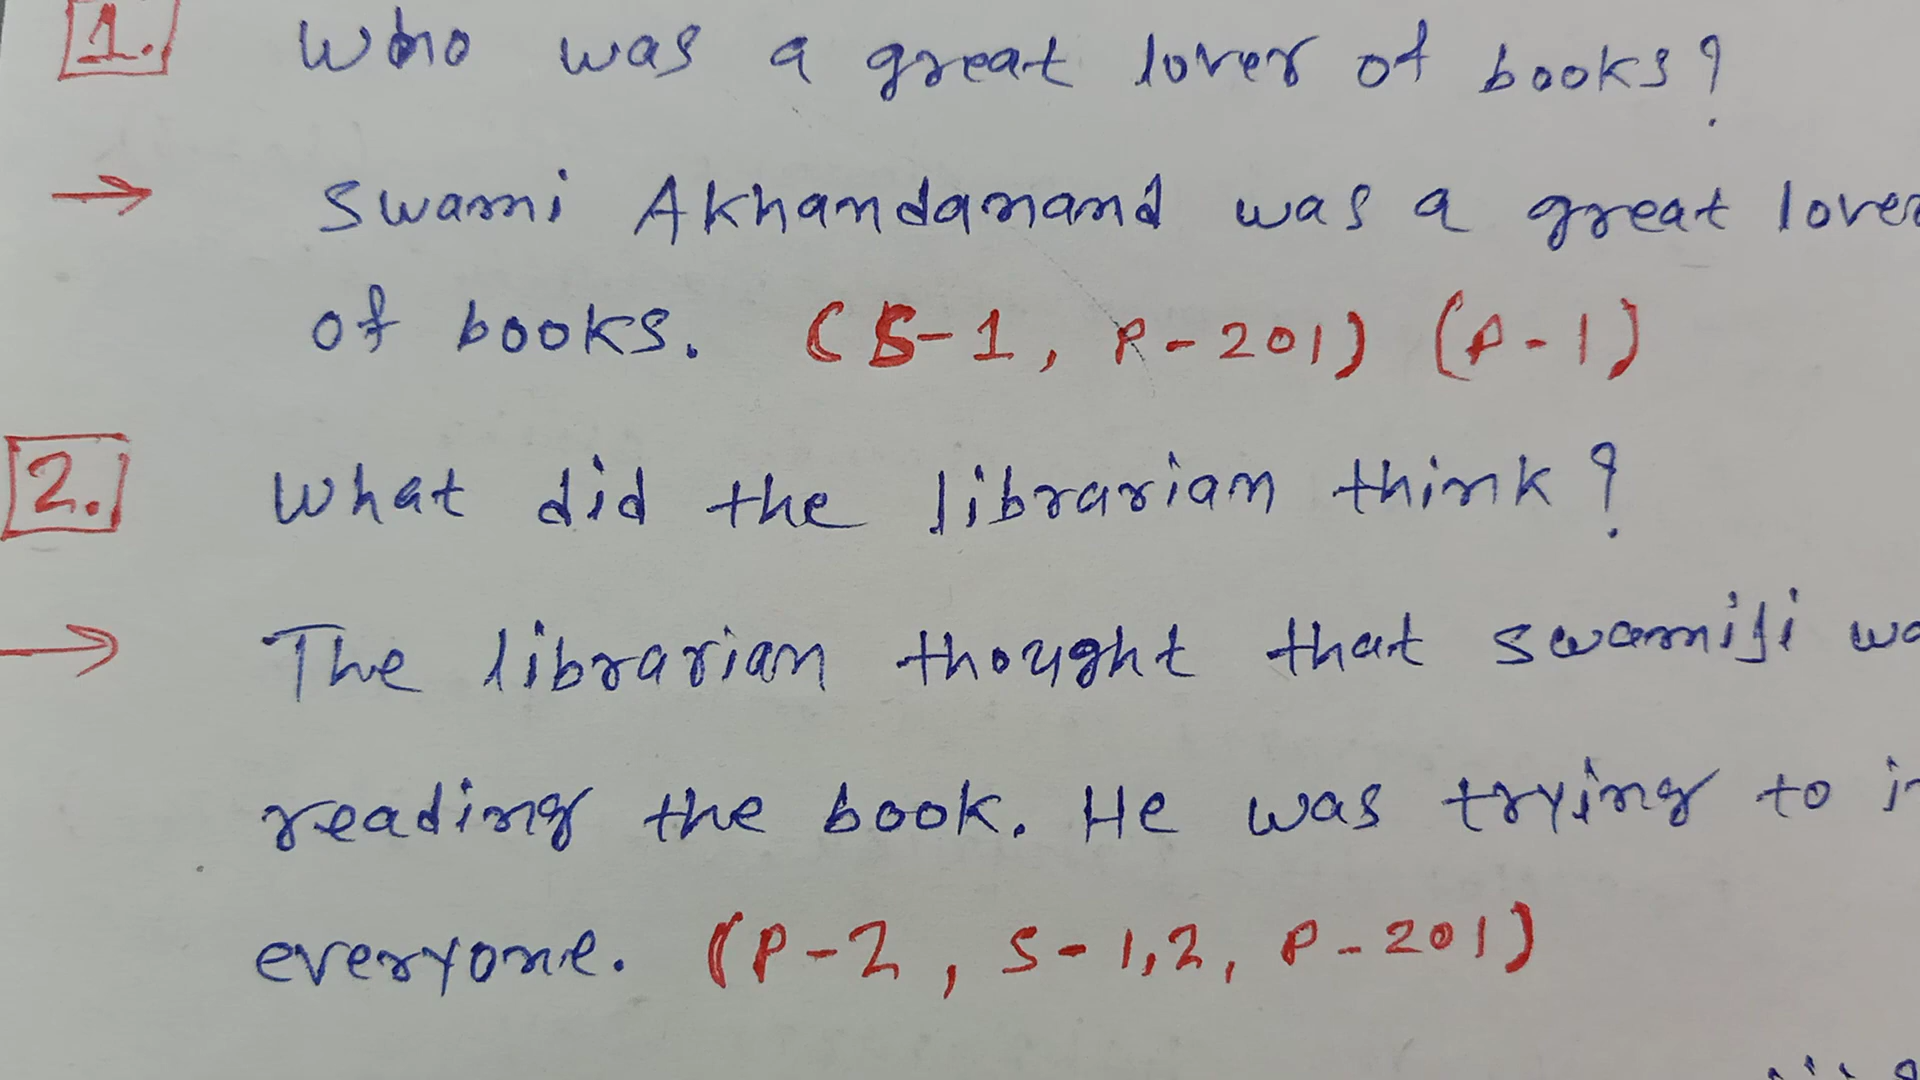 1. Who was a great lover of books?
→ Swami Akhandanand was a great lover
of books. (S-1, P-201) (P-1)
2. What did the librarian think?
→ The librarian thought that swamiji
reading the book. He was trying to
everyone. (P-2, S-1,2, P-201)